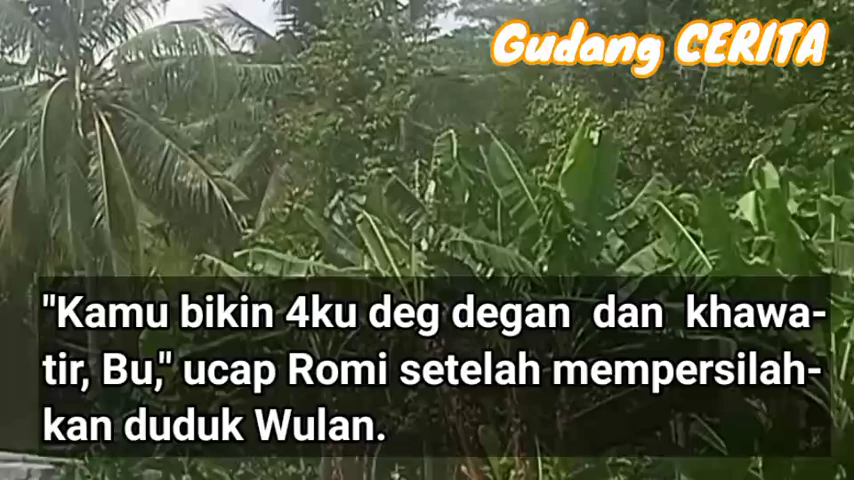 Gudang CERITA
"Kamu bikin 4ku deg degan dan khawa-
tir, Bu," ucap Romi setelah mempersilah-
kan duduk Wulan.